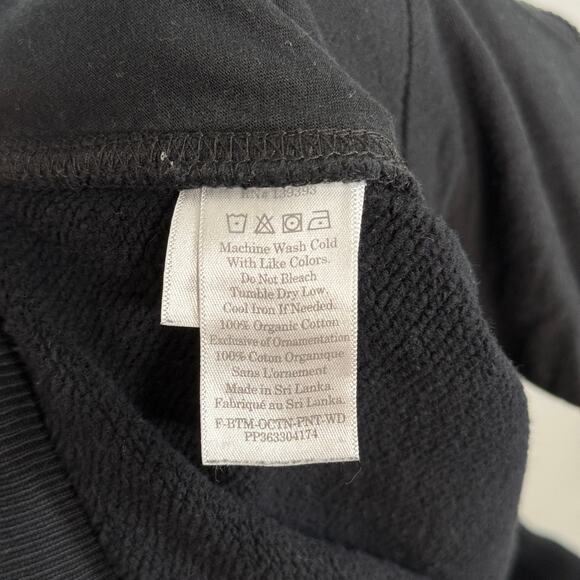 RN# 139393
Machine Wash Cold
With Like Colors.
Do Not Bleach
Tumble Dry Low,
Cool Iron If Needed.
100% Organic Cotton
Exclusive of Ornamentation
100% Coton Organique
Sans L'ornement
Made in Sri Lanka
Fabriqué au Sri Lanka.
F-BTM-OCTN-PNT-WD
PP363304174